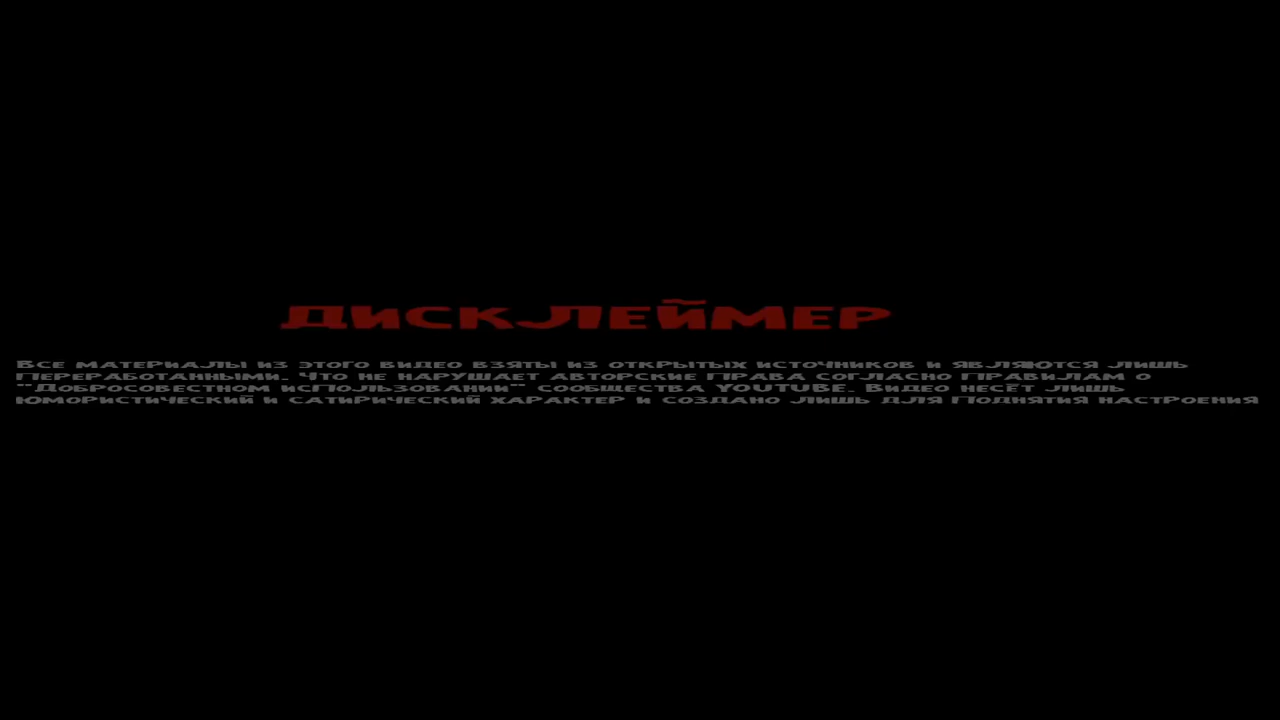 ДИСКЛЕЙМЕР
Все материалы из этого видео взяты из открытых источников и являются лишь
переработанными. Что не нарушает авторские права согласно правилам о
"Добросовестном использовании" сообщества YOUTUBE. Видео несёт лишь
юмористический и сатирический характер и создано лишь для поднятия настроения